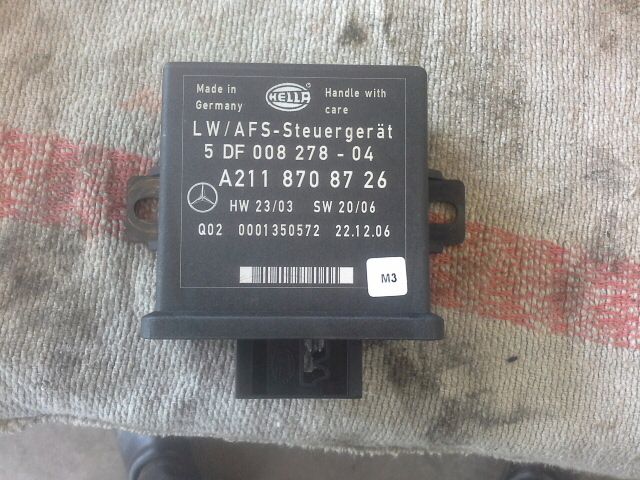 Made in
Germany
HELLA
®
Handle with
care
LW/AFS-Steuergerät
5 DF 008 278 - 04
A211 870 87 26
HW 23/03 SW 20/06
Q02 0001350572 22.12.06
M3